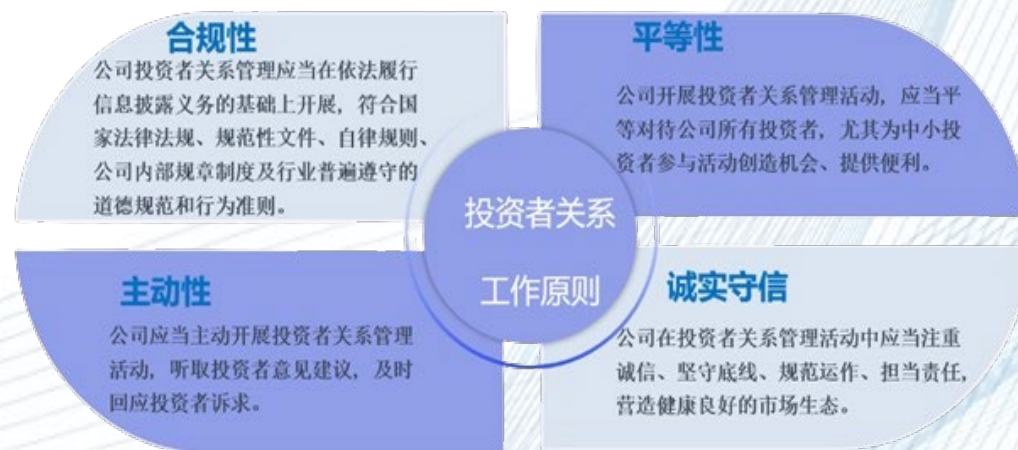 合规性
公司投资者关系管理应当在依法履行
信息披露义务的基础上开展，符合国
家法律法规、规范性文件、自律规则、
公司内部规章制度及行业普遍遵守的
道德规范和行为准则。
平等性
公司开展投资者关系管理活动，应当平
等对待公司所有投资者，尤其为中小投
资者参与活动创造机会、提供便利。
投资者关系
工作原则
主动性
公司应当主动开展投资者关系管理
活动，听取投资者意见建议，及时
回应投资者诉求。
诚实守信
公司在投资者关系管理活动中应当注重
诚信、坚守底线、规范运作、担当责任，
营造健康良好的市场生态。